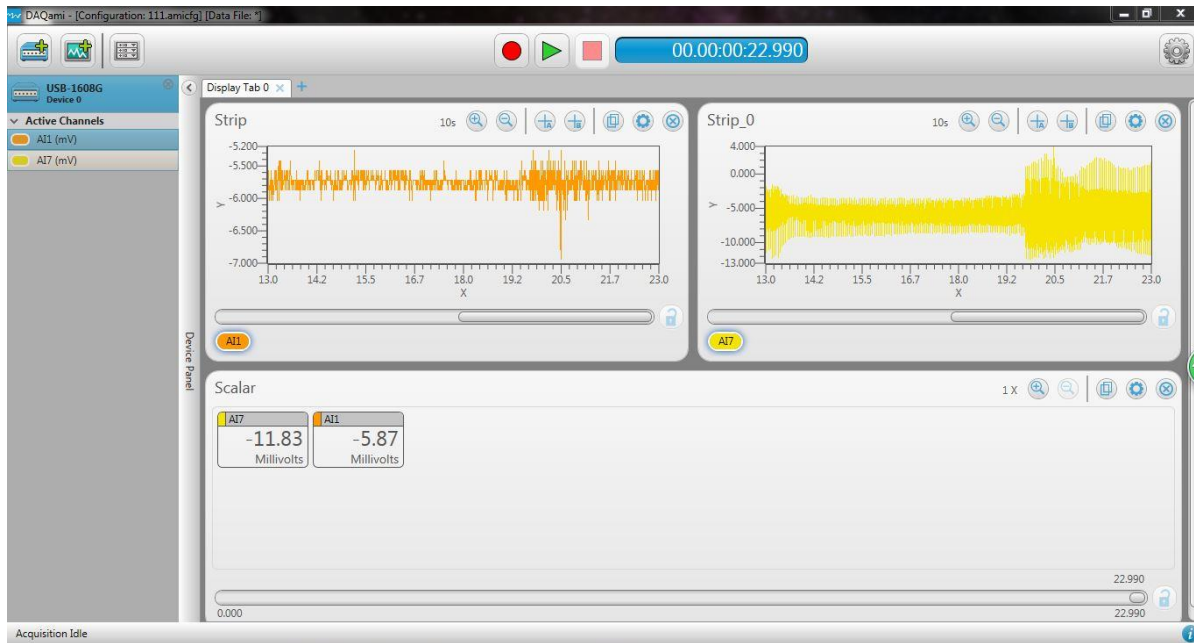 DAQami - [Configuration: 111.amicfg] [Data File: *]
00.00:00:22.990
USB-1608G
Device 0
Active Channels
AI1 (mV)
AI7 (mV)
Device Panel
Display Tab 0
Strip
10s
A
B
-5.200
-5.500
-6.000
-6.500
-7.000
Y
13.0 14.2 15.5 16.7 18.0 19.2 20.5 21.7 23.0
X
AI1
Strip_0
10s
A
B
4.000
0.000
-5.000
-10.000
-13.000
Y
13.0 14.2 15.5 16.7 18.0 19.2 20.5 21.7 23.0
X
AI7
Scalar
1 X
AI7 AI1
-11.83 -5.87
Millivolts Millivolts
22.990
0.000 22.990
Acquisition Idle